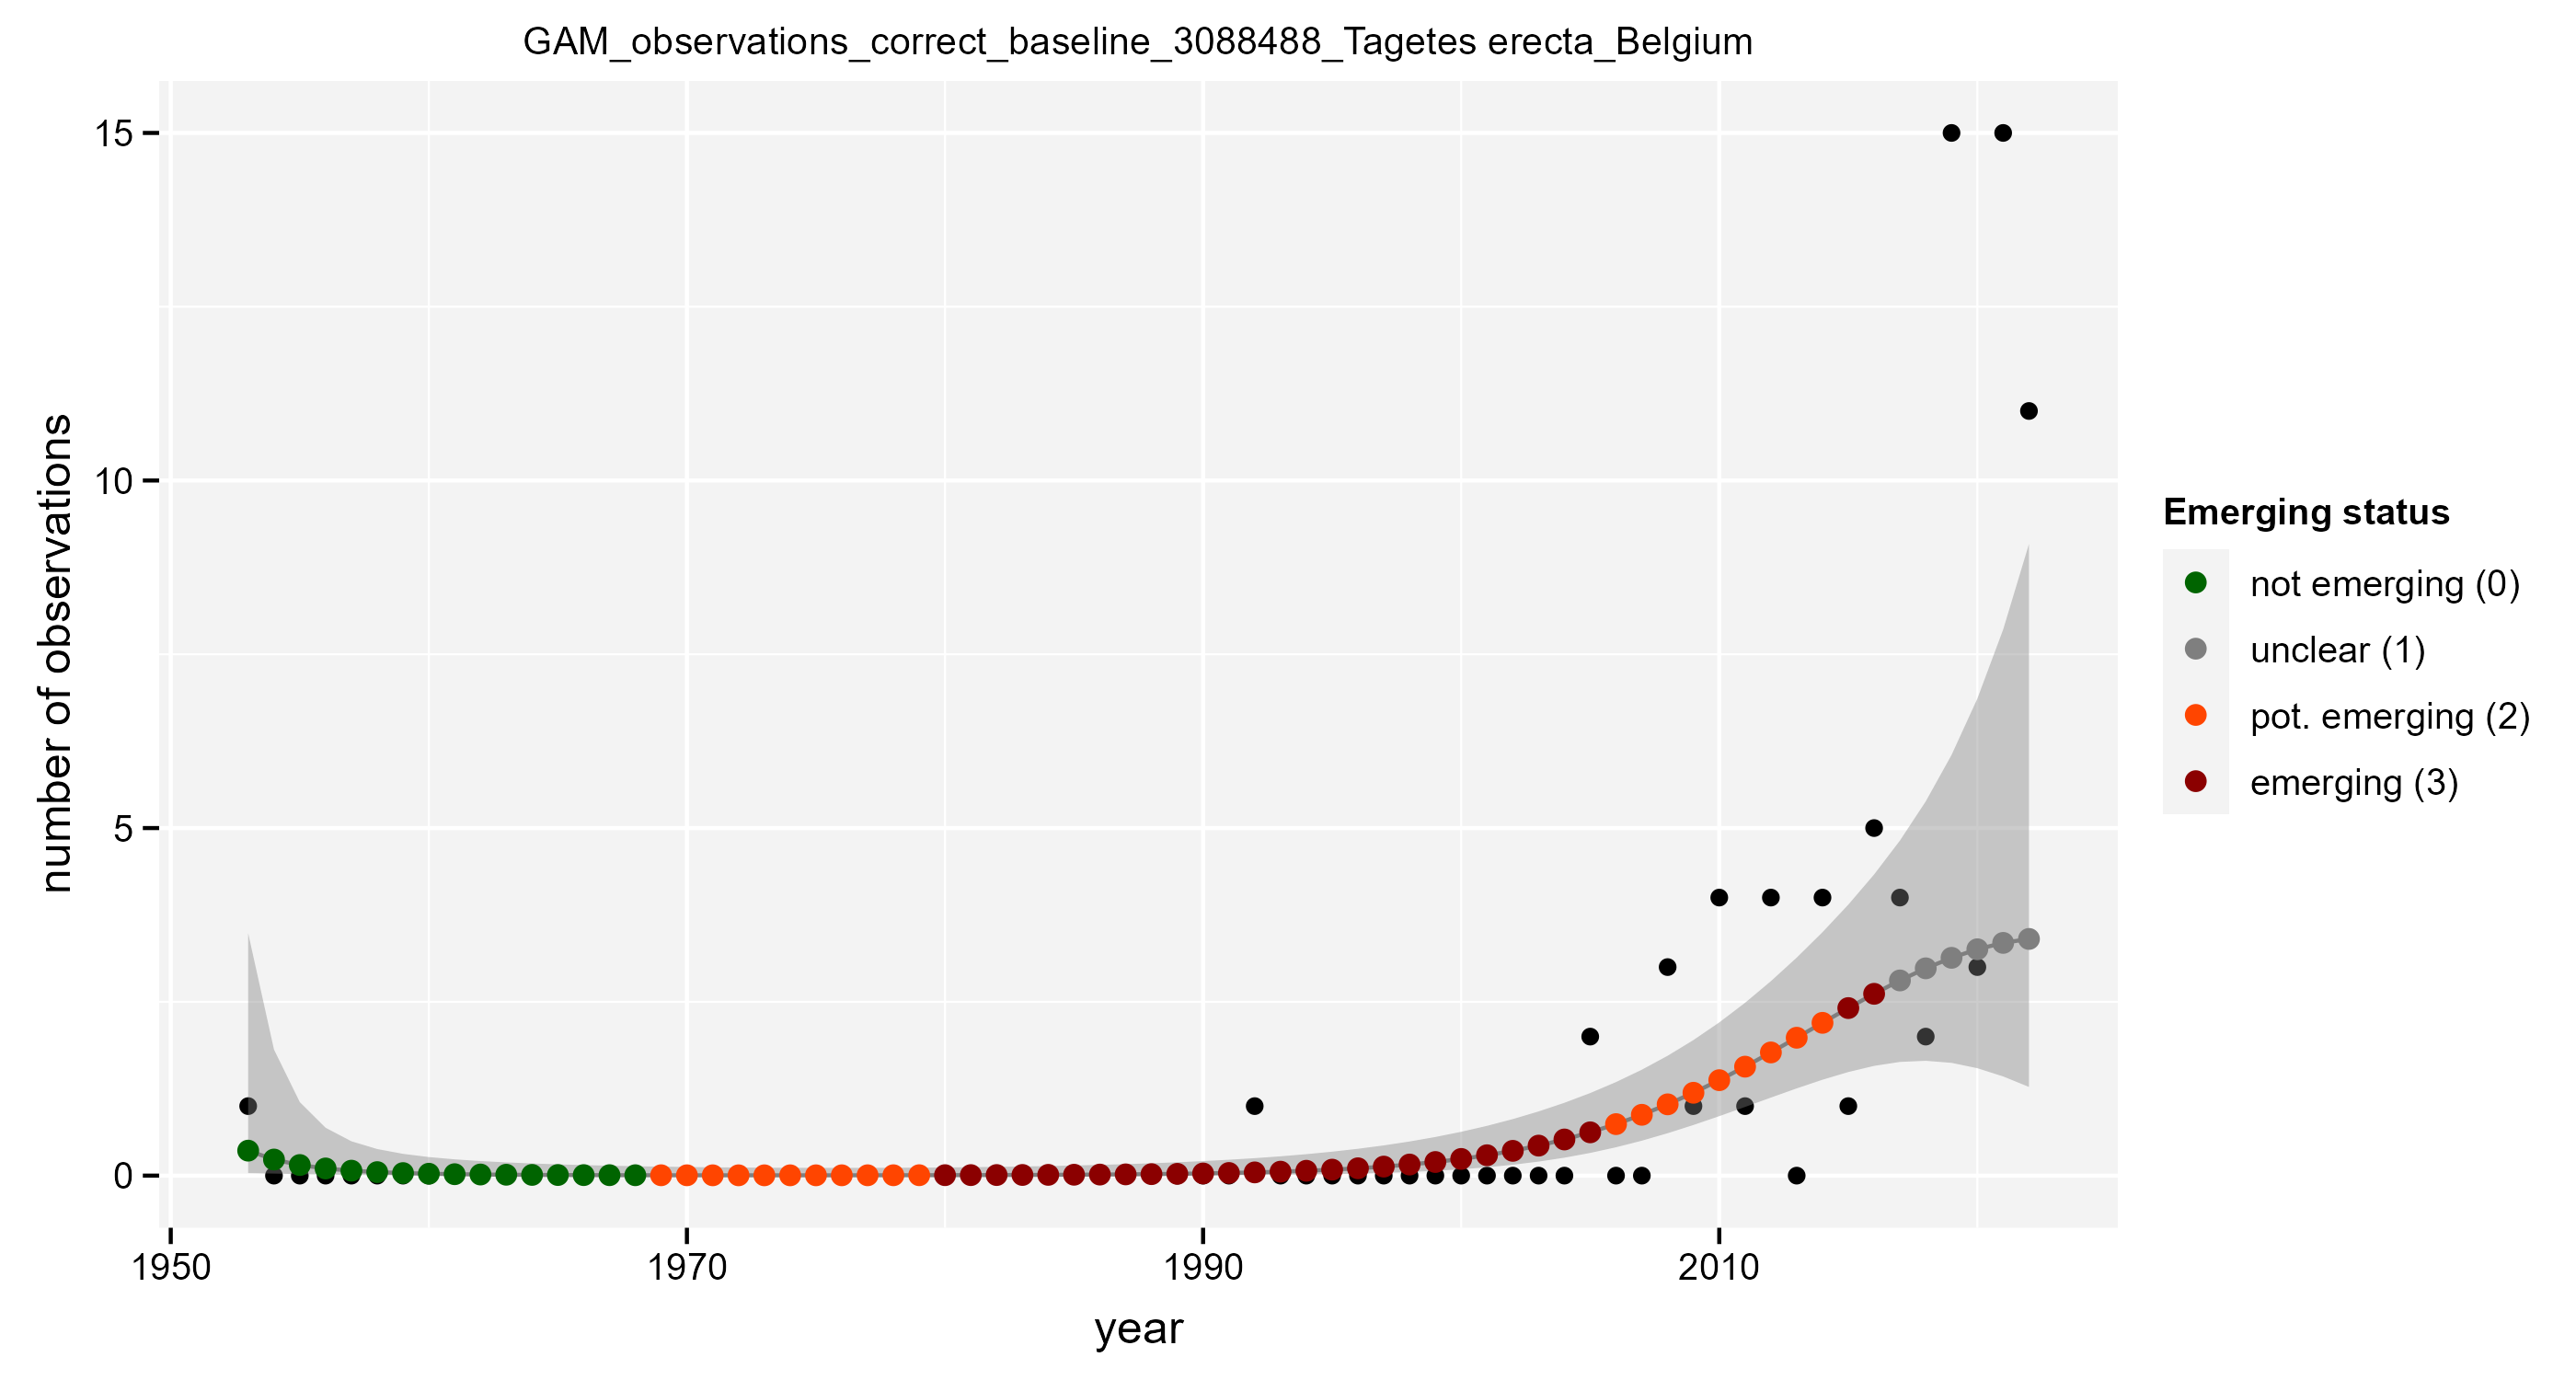 GAM_observations_correct_baseline_3088488_Tagetes erecta_Belgium
15
10
5
0
number of observations
1950
1970
1990
2010
year
Emerging status
not emerging (0)
unclear (1)
pot. emerging (2)
emerging (3)